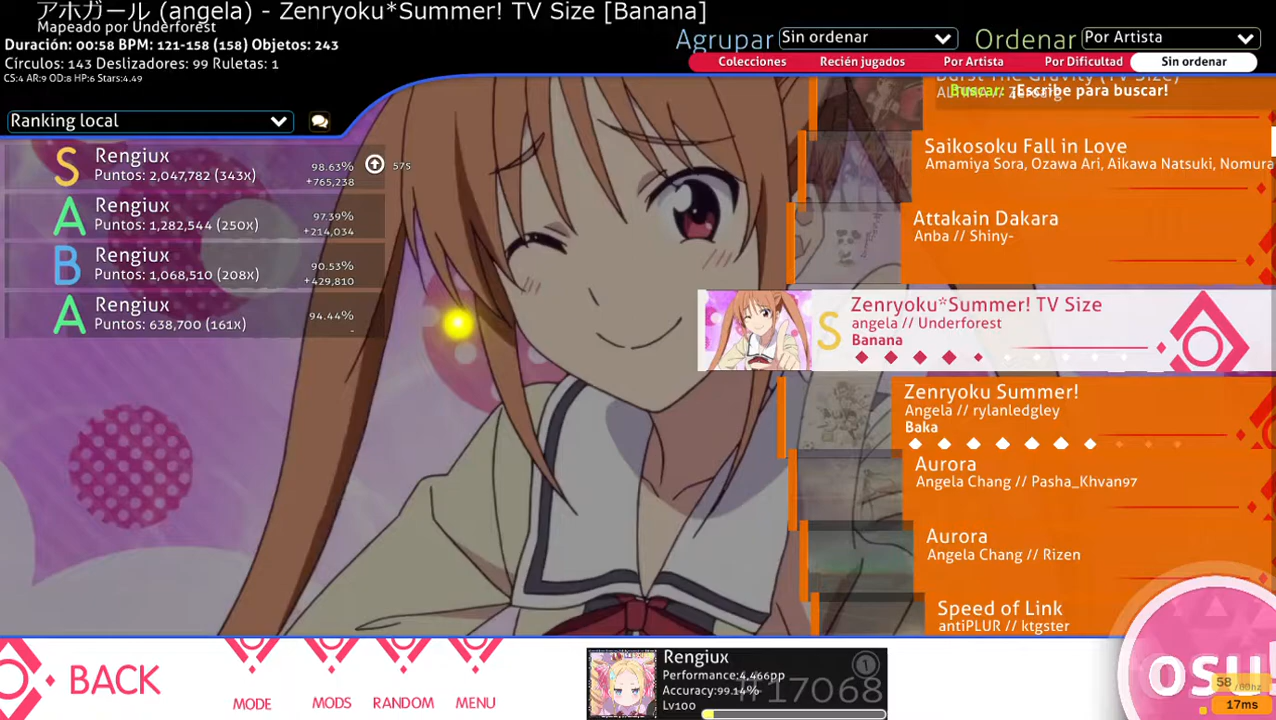 アホガール (angela) - Zenryoku*Summer! TV Size [Banana]
Mapeado por Underforest
Duración: 00:58 BPM: 121-158 (158) Objetos: 243
Círculos: 143 Deslizadores: 99 Ruletas: 1
CS:4 AR:9 OD:8 HP:6 Stars:4.49
Agrupar Sin ordenar
Ordenar Por Artista
Colecciones Recién jugados Por Artista Por Dificultad Sin ordenar
Ranking local
S Rengiux
Puntos: 2,047,782 (343x)
98.63%
+765,238
575
A Rengiux
Puntos: 1,282,544 (250x)
97.39%
+214,034
B Rengiux
Puntos: 1,068,510 (208x)
90.53%
+429,810
A Rengiux
Puntos: 638,700 (161x)
94.44%
-
Burst The Gravity (TV Size)
Buscar: ¡Escribe para buscar!
Saikosoku Fall in Love
Amamiya Sora, Ozawa Ari, Aikawa Natsuki, Nomura
Attakain Dakara
Anba // Shiny-
S
Zenryoku*Summer! TV Size
angela // Underforest
Banana
Zenryoku Summer!
Angela // rylanledgley
Baka
Aurora
Angela Chang // Pasha_Khvan97
Aurora
Angela Chang // Rizen
Speed of Link
antiPLUR // ktgster
BACK
MODE
MODS
RANDOM
MENU
Rengiux
Performance:4,466pp
Accuracy:99.14%
Lv100
1
#17068
OSU
58
17ms